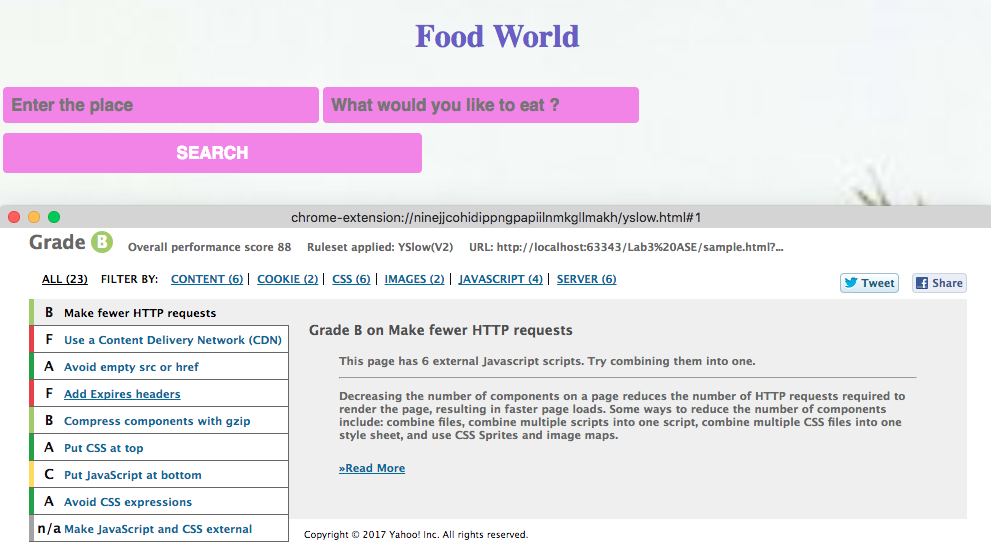 Food World
Enter the place What would you like to eat ?
SEARCH
chrome-extension://ninejjcohidippngpapiilnmkgllmakh/yslow.html#1
Grade B Overall performance score 88 Ruleset applied: YSlow(V2) URL: http://localhost:63343/Lab3%20ASE/sample.html?...
ALL (23) FILTER BY: CONTENT (6) | COOKIE (2) | CSS (6) | IMAGES (2) | JAVASCRIPT (4) | SERVER (6)
Tweet Share
B Make fewer HTTP requests
F Use a Content Delivery Network (CDN)
A Avoid empty src or href
F Add Expires headers
B Compress components with gzip
A Put CSS at top
C Put JavaScript at bottom
A Avoid CSS expressions
n/a Make JavaScript and CSS external
Grade B on Make fewer HTTP requests
This page has 6 external Javascript scripts. Try combining them into one.
Decreasing the number of components on a page reduces the number of HTTP requests required to
render the page, resulting in faster page loads. Some ways to reduce the number of components
include: combine files, combine multiple scripts into one script, combine multiple CSS files into one
style sheet, and use CSS Sprites and image maps.
»Read More
Copyright © 2017 Yahoo! Inc. All rights reserved.